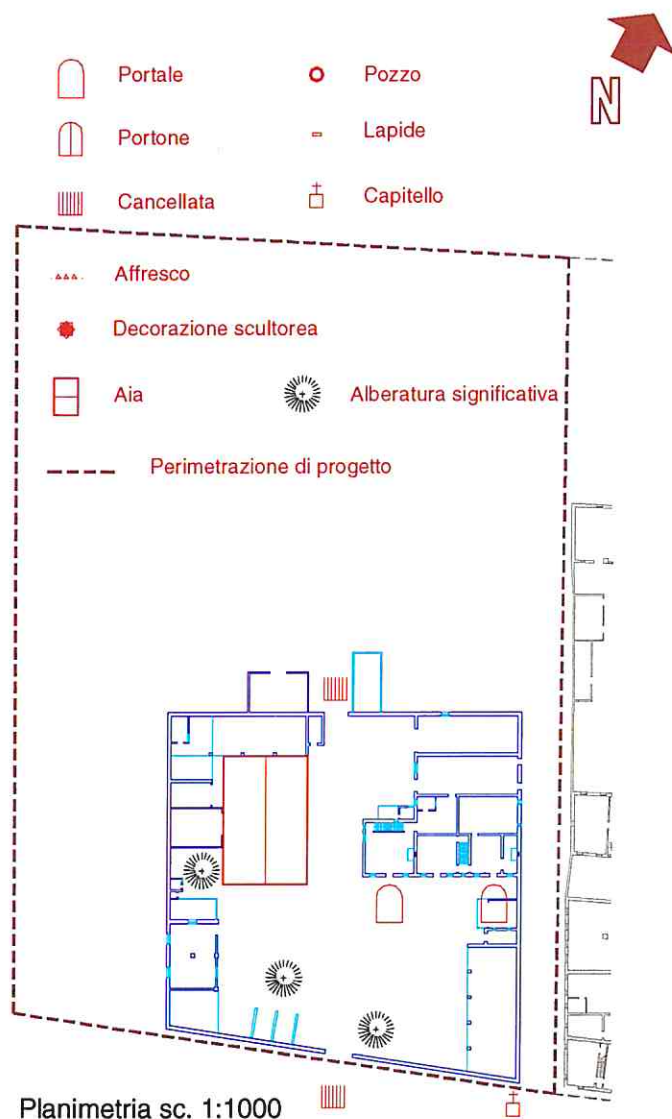 N
Portale
Pozzo
Portone
Lapide
Cancellata
Capitello
Affresco
Decorazione scultorea
Aia
Alberatura significativa
Perimetrazione di progetto
Planimetria sc. 1:1000